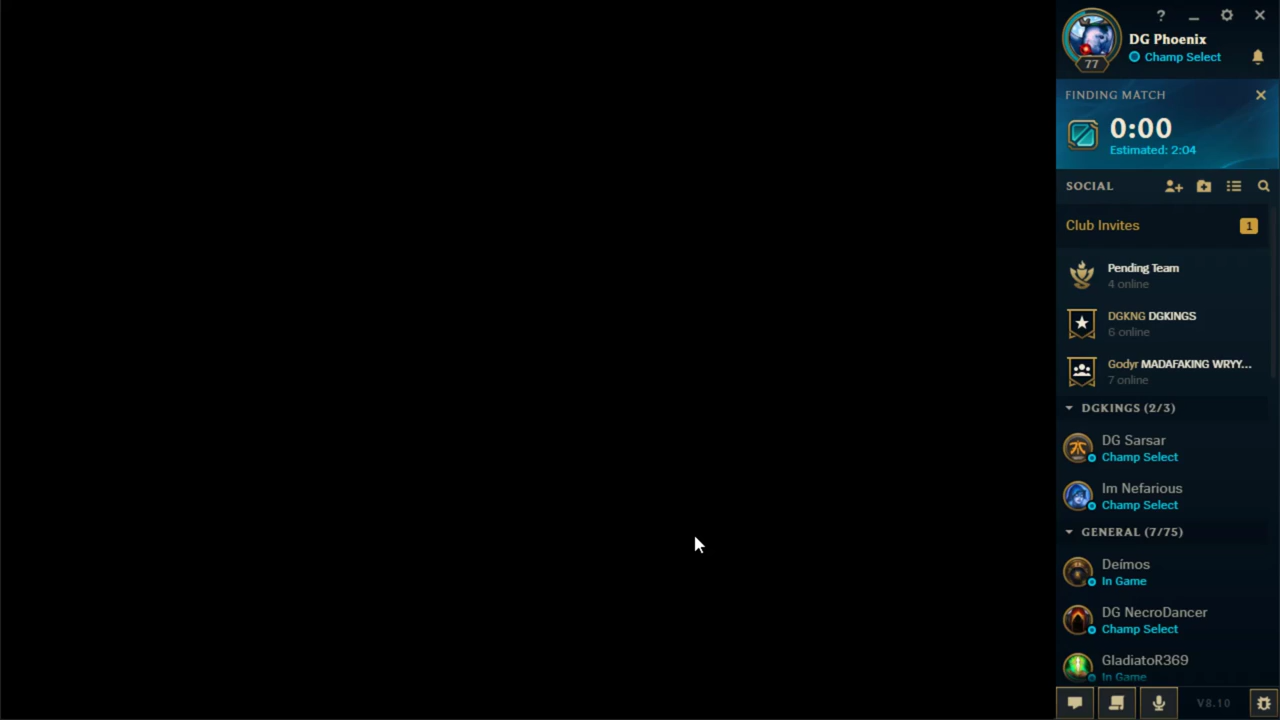 ?
DG Phoenix
Champ Select
77
FINDING MATCH
0:00
Estimated: 2:04
SOCIAL
Club Invites
1
Pending Team
4 online
DGKNG DGKINGS
6 online
Godyr MADAFAKING WRYY...
7 online
DGKINGS (2/3)
DG Sarsar
Champ Select
Im Nefarious
Champ Select
GENERAL (7/75)
Deímos
In Game
DG NecroDancer
Champ Select
GladiatoR369
In Game
V8.10